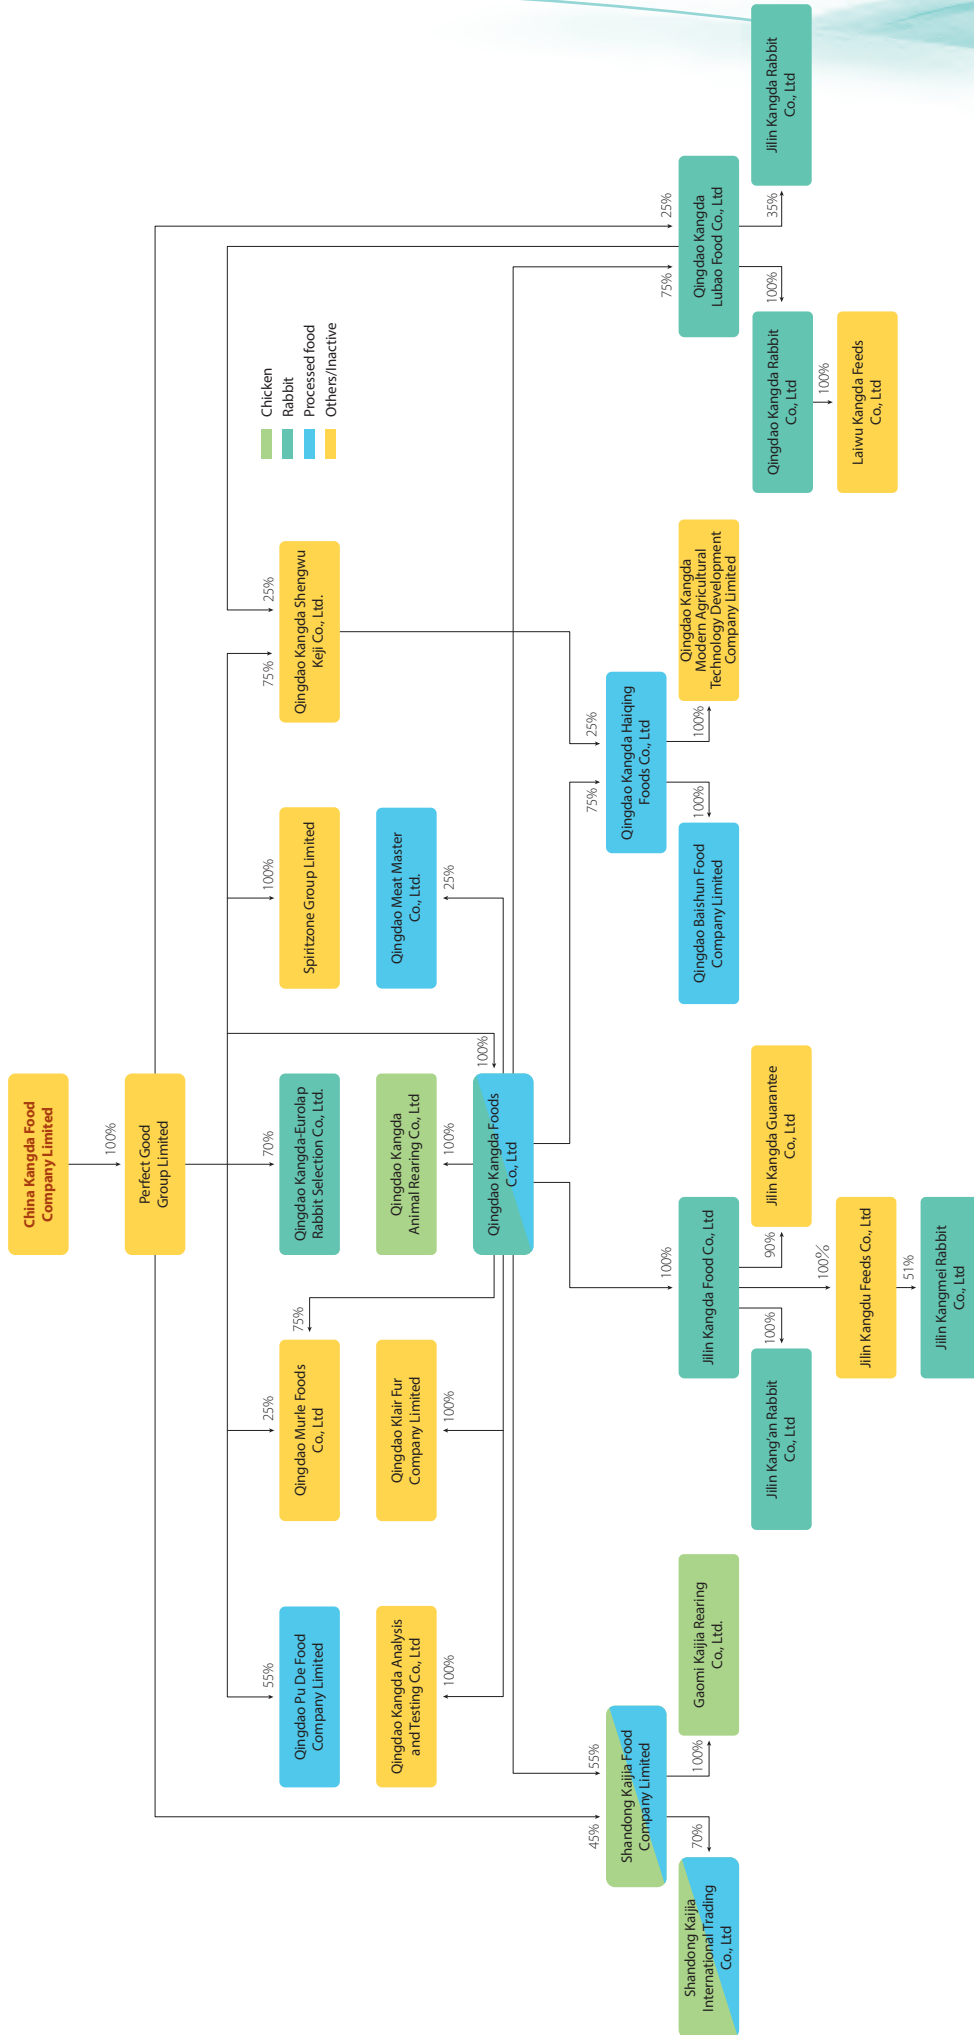 China Kangda Food
Company Limited
100%
Perfect Good
Group Limited
55%
25%
70%
100%
75%
25%
Qingdao Pu De Food
Company Limited
Qingdao Murle Foods
Co., Ltd
75%
Qingdao Kangda-Eurolap
Rabbit Selection Co., Ltd.
Spiritzone Group Limited
Qingdao Kangda Shengwu
Keji Co., Ltd.
Chicken
Rabbit
Processed food
Others/Inactive
Qingdao Kangda Analysis
and Testing Co., Ltd
Qingdao Klair Fur
Company Limited
Qingdao Kangda
Animal Rearing Co., Ltd
Qingdao Meat Master
Co., Ltd.
100%
100%
100%
25%
100%
Qingdao Kangda Foods
Co., Ltd
45%
55%
75%
25%
Shandong Kaijia Food
Company Limited
Qingdao Kangda Haiqing
Foods Co., Ltd
70%
100%
100%
100%
100%
75%
25%
Shandong Kaijia
International Trading
Co., Ltd
Gaomi Kaijia Rearing
Co., Ltd.
Jilin Kangda Food Co., Ltd
Qingdao Baishun Food
Company Limited
Qingdao Kangda
Modern Agricultural
Technology Development
Company Limited
Qingdao Kangda
Lubao Food Co., Ltd
100%
90%
100%
35%
Jilin Kang'an Rabbit
Co., Ltd
Jilin Kangda Guarantee
Co., Ltd
Qingdao Kangda Rabbit
Co., Ltd
Jilin Kangda Rabbit
Co., Ltd
100%
100%
Jilin Kangdu Feeds Co., Ltd
Laiwu Kangda Feeds
Co., Ltd
51%
Jilin Kangmei Rabbit
Co., Ltd